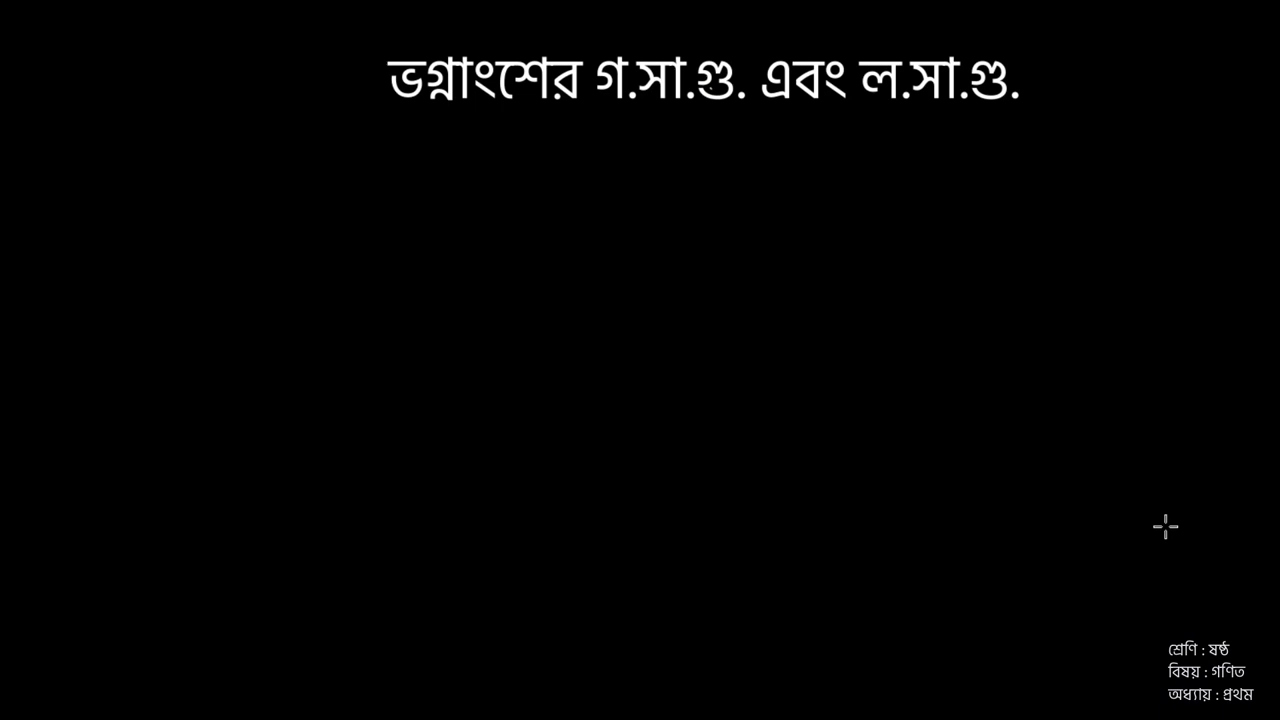 ভগ্নাংশের গ.সা.গু. এবং ল.সা.গু.
শ্রেণি : ষষ্ঠ
বিষয় : গণিত
অধ্যায় : প্রথম